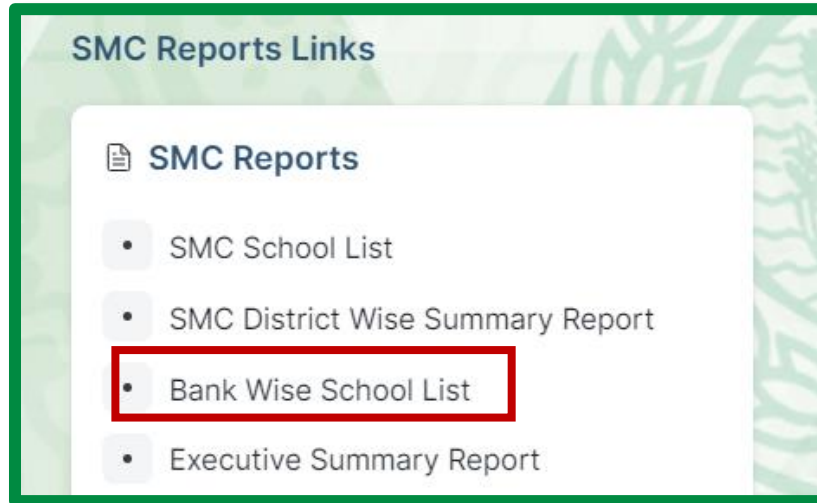 SMC Reports Links
SMC Reports
• SMC School List
• SMC District Wise Summary Report
• Bank Wise School List
• Executive Summary Report